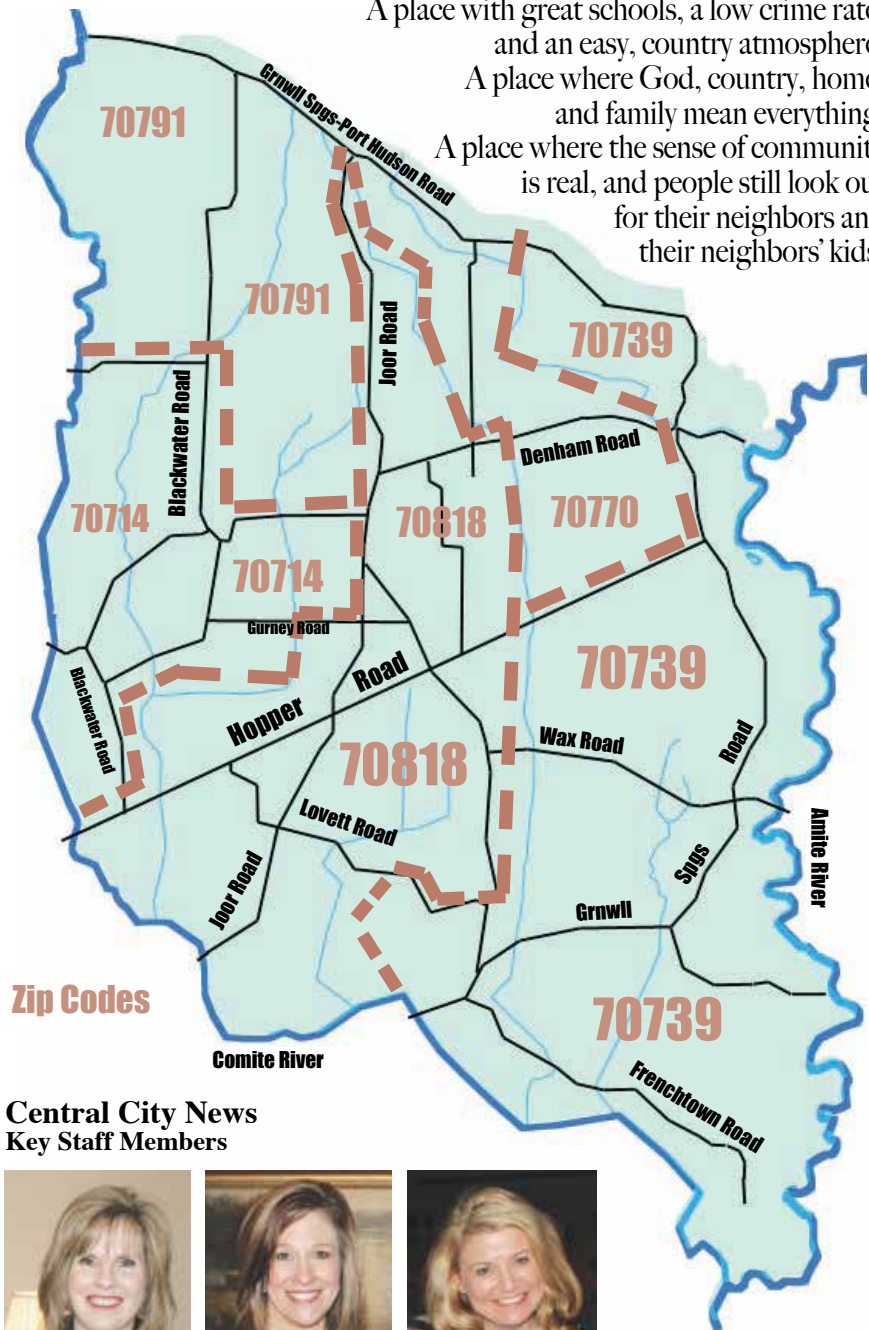 A place with great schools, a low crime rate
and an easy, country atmosphere
A place where God, country, home
and family mean everything
A place where the sense of communit
is real, and people still look ou
for their neighbors an
their neighbors' kids
70791
Grnwll Spgs-Port Hudson Road
70791
70739
Joor Road
Blackwater Road
Denham Road
70714
70818
70770
70714
Gurney Road
Blackwater Road
Hopper Road
70739
Road
Wax Road
70818
Lovett Road
Amite River
Spgs
Joor Road
Grnwll
Zip Codes
70739
Comite River
Frenchtown Road
Central City News
Key Staff Members